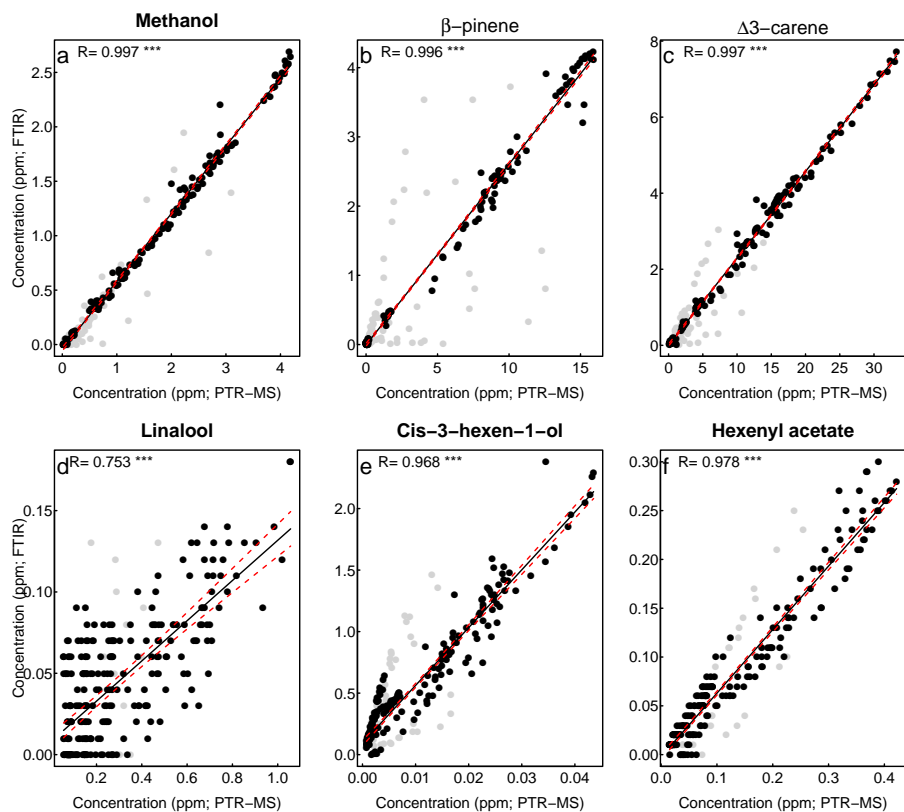 Methanol
β−pinene
Δ3−carene
a
R= 0.997 ***
b
R= 0.996 ***
c
R= 0.997 ***
Concentration (ppm; FTIR)
0.0
0.5
1.0
1.5
2.0
2.5
0
1
2
3
4
0
2
4
6
8
0 1 2 3 4
0 5 10 15
0 5 10 15 20 25 30
Concentration (ppm; PTR−MS)
Concentration (ppm; PTR−MS)
Concentration (ppm; PTR−MS)
Linalool
Cis−3−hexen−1−ol
Hexenyl acetate
d
R= 0.753 ***
e
R= 0.968 ***
f
R= 0.978 ***
Concentration (ppm; FTIR)
0.00
0.05
0.10
0.15
0.0
0.5
1.0
1.5
2.0
0.00
0.05
0.10
0.15
0.20
0.25
0.30
0.2 0.4 0.6 0.8 1.0
0.00 0.01 0.02 0.03 0.04
0.0 0.1 0.2 0.3 0.4
Concentration (ppm; PTR−MS)
Concentration (ppm; PTR−MS)
Concentration (ppm; PTR−MS)